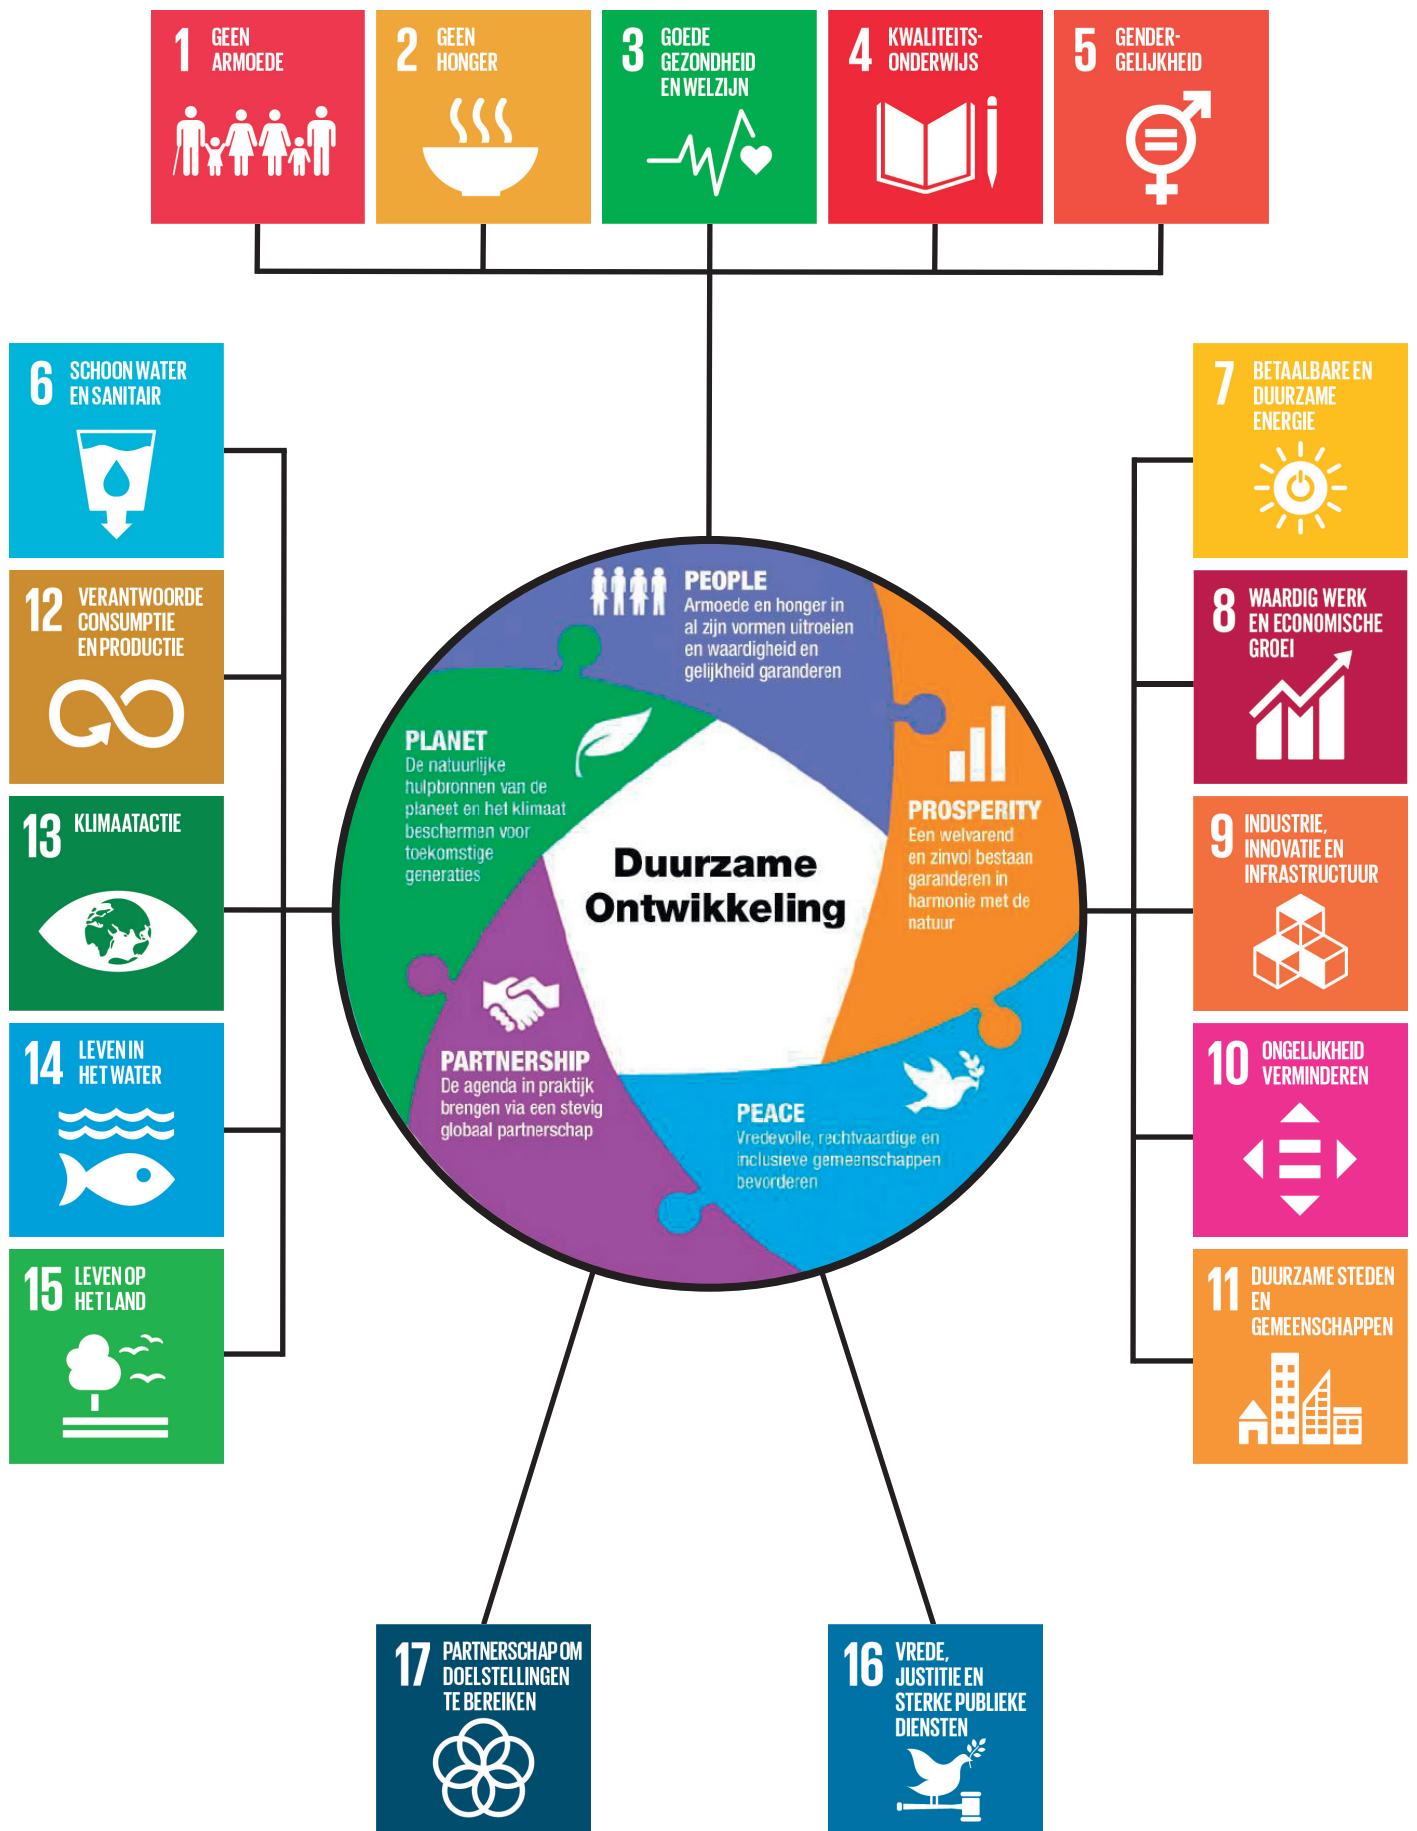 1 GEEN
ARMOEDE
2 GEEN
HONGER
3 GOEDE
GEZONDHEID
EN WELZIJN
4 KWALITEITS-
ONDERWIJS
5 GENDER-
GELIJKHEID
6 SCHOON WATER
EN SANITAIR
12 VERANTWOORDE
CONSUMPTIE
EN PRODUCTIE
13 KLIMAATACTIE
14 LEVEN IN
HET WATER
15 LEVEN OP
HET LAND
PEOPLE
Armoede en honger in
al zijn vormen uitroeien
en waardigheid en
gelijkheid garanderen
PLANET
De natuurlijke
hulpbronnen van de
planeet en het klimaat
beschermen voor
toekomstige
generaties
PROSPERITY
Een welvarend
en zinvol bestaan
garanderen in
harmonie met de
natuur
Duurzame
Ontwikkeling
PARTNERSHIP
De agenda in praktijk
brengen via een stevig
globaal partnerschap
PEACE
Vredevolle, rechtvaardige en
inclusieve gemeenschappen
bevorderen
7 BETAALBARE EN
DUURZAME
ENERGIE
8 WAARDIG WERK
EN ECONOMISCHE
GROEI
9 INDUSTRIE,
INNOVATIE EN
INFRASTRUCTUUR
10 ONGELIJKHEID
VERMINDEREN
11 DUURZAME STEDEN
EN
GEMEENSCHAPPEN
17 PARTNERSCHAP OM
DOELSTELLINGEN
TE BEREIKEN
16 VREDE,
JUSTITIE EN
STERKE PUBLIEKE
DIENSTEN